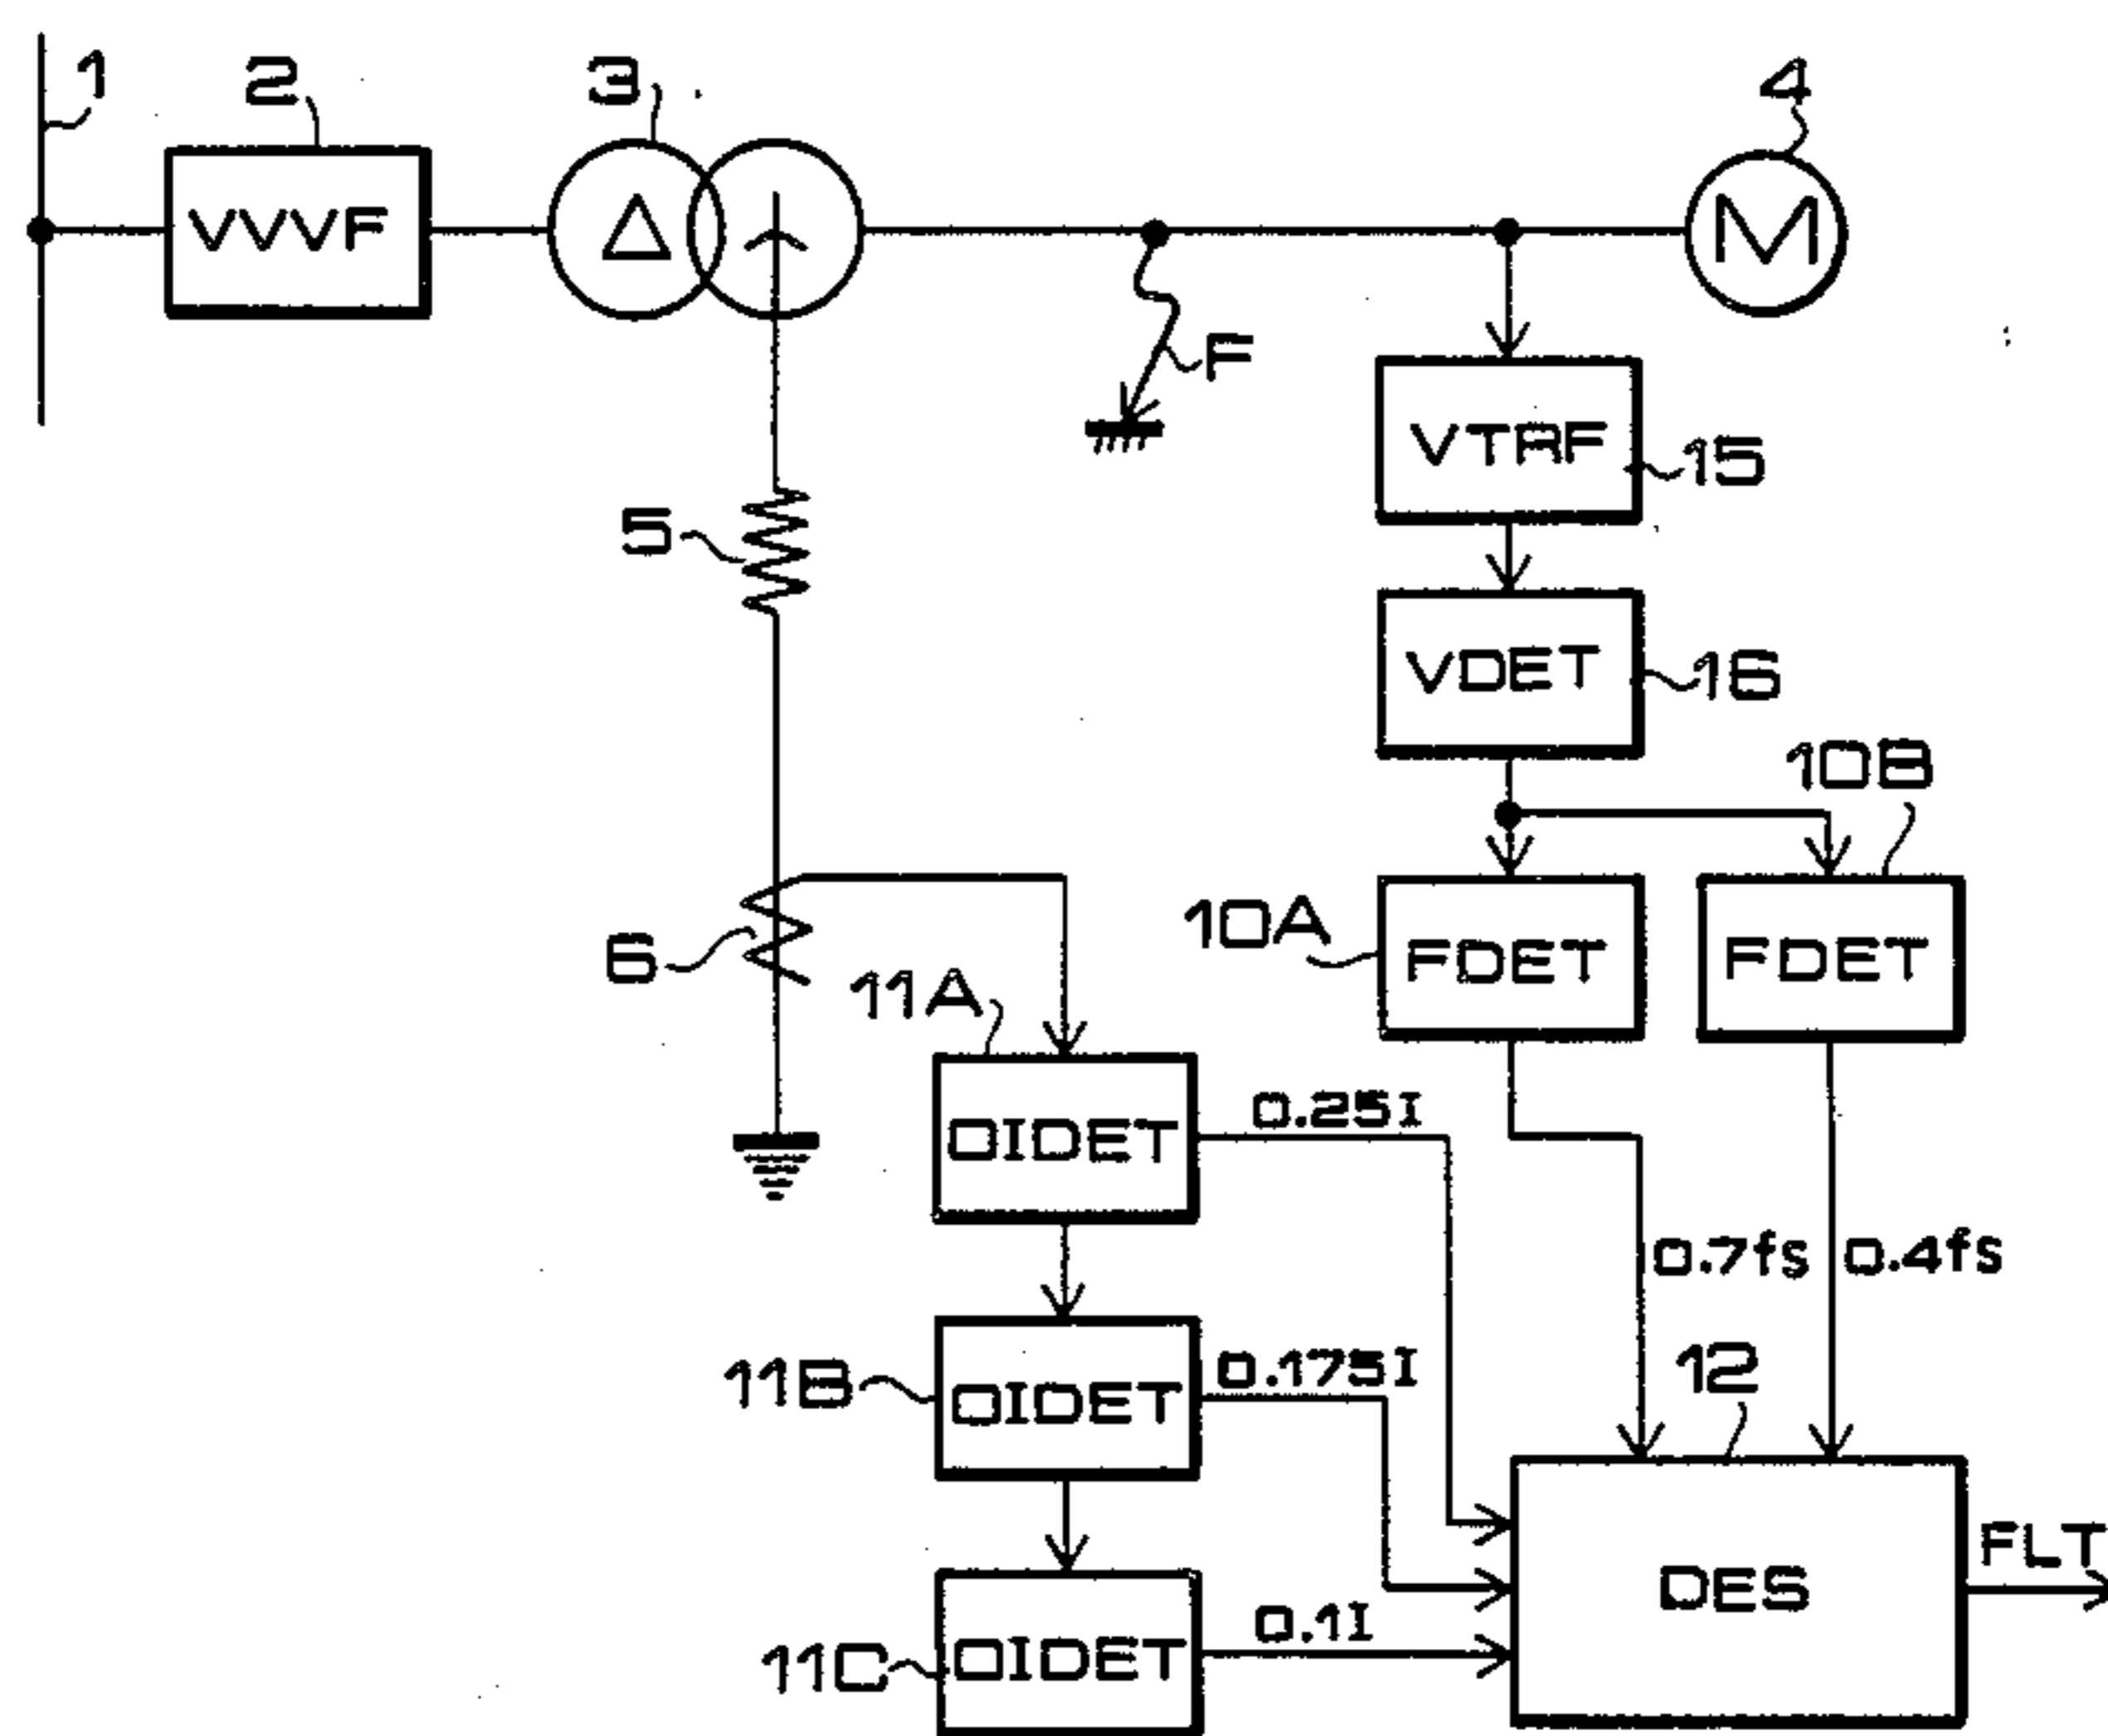 1
2
3
4
VVVF
Δ
M
F
VTRF
15
5
VDET
16
10B
10A
FDET
FDET
6
11A
OIDET
0.25I
0.7fs
0.4fs
11B
OIDET
0.175I
12
DES
FLT
11C
OIDET
0.1I